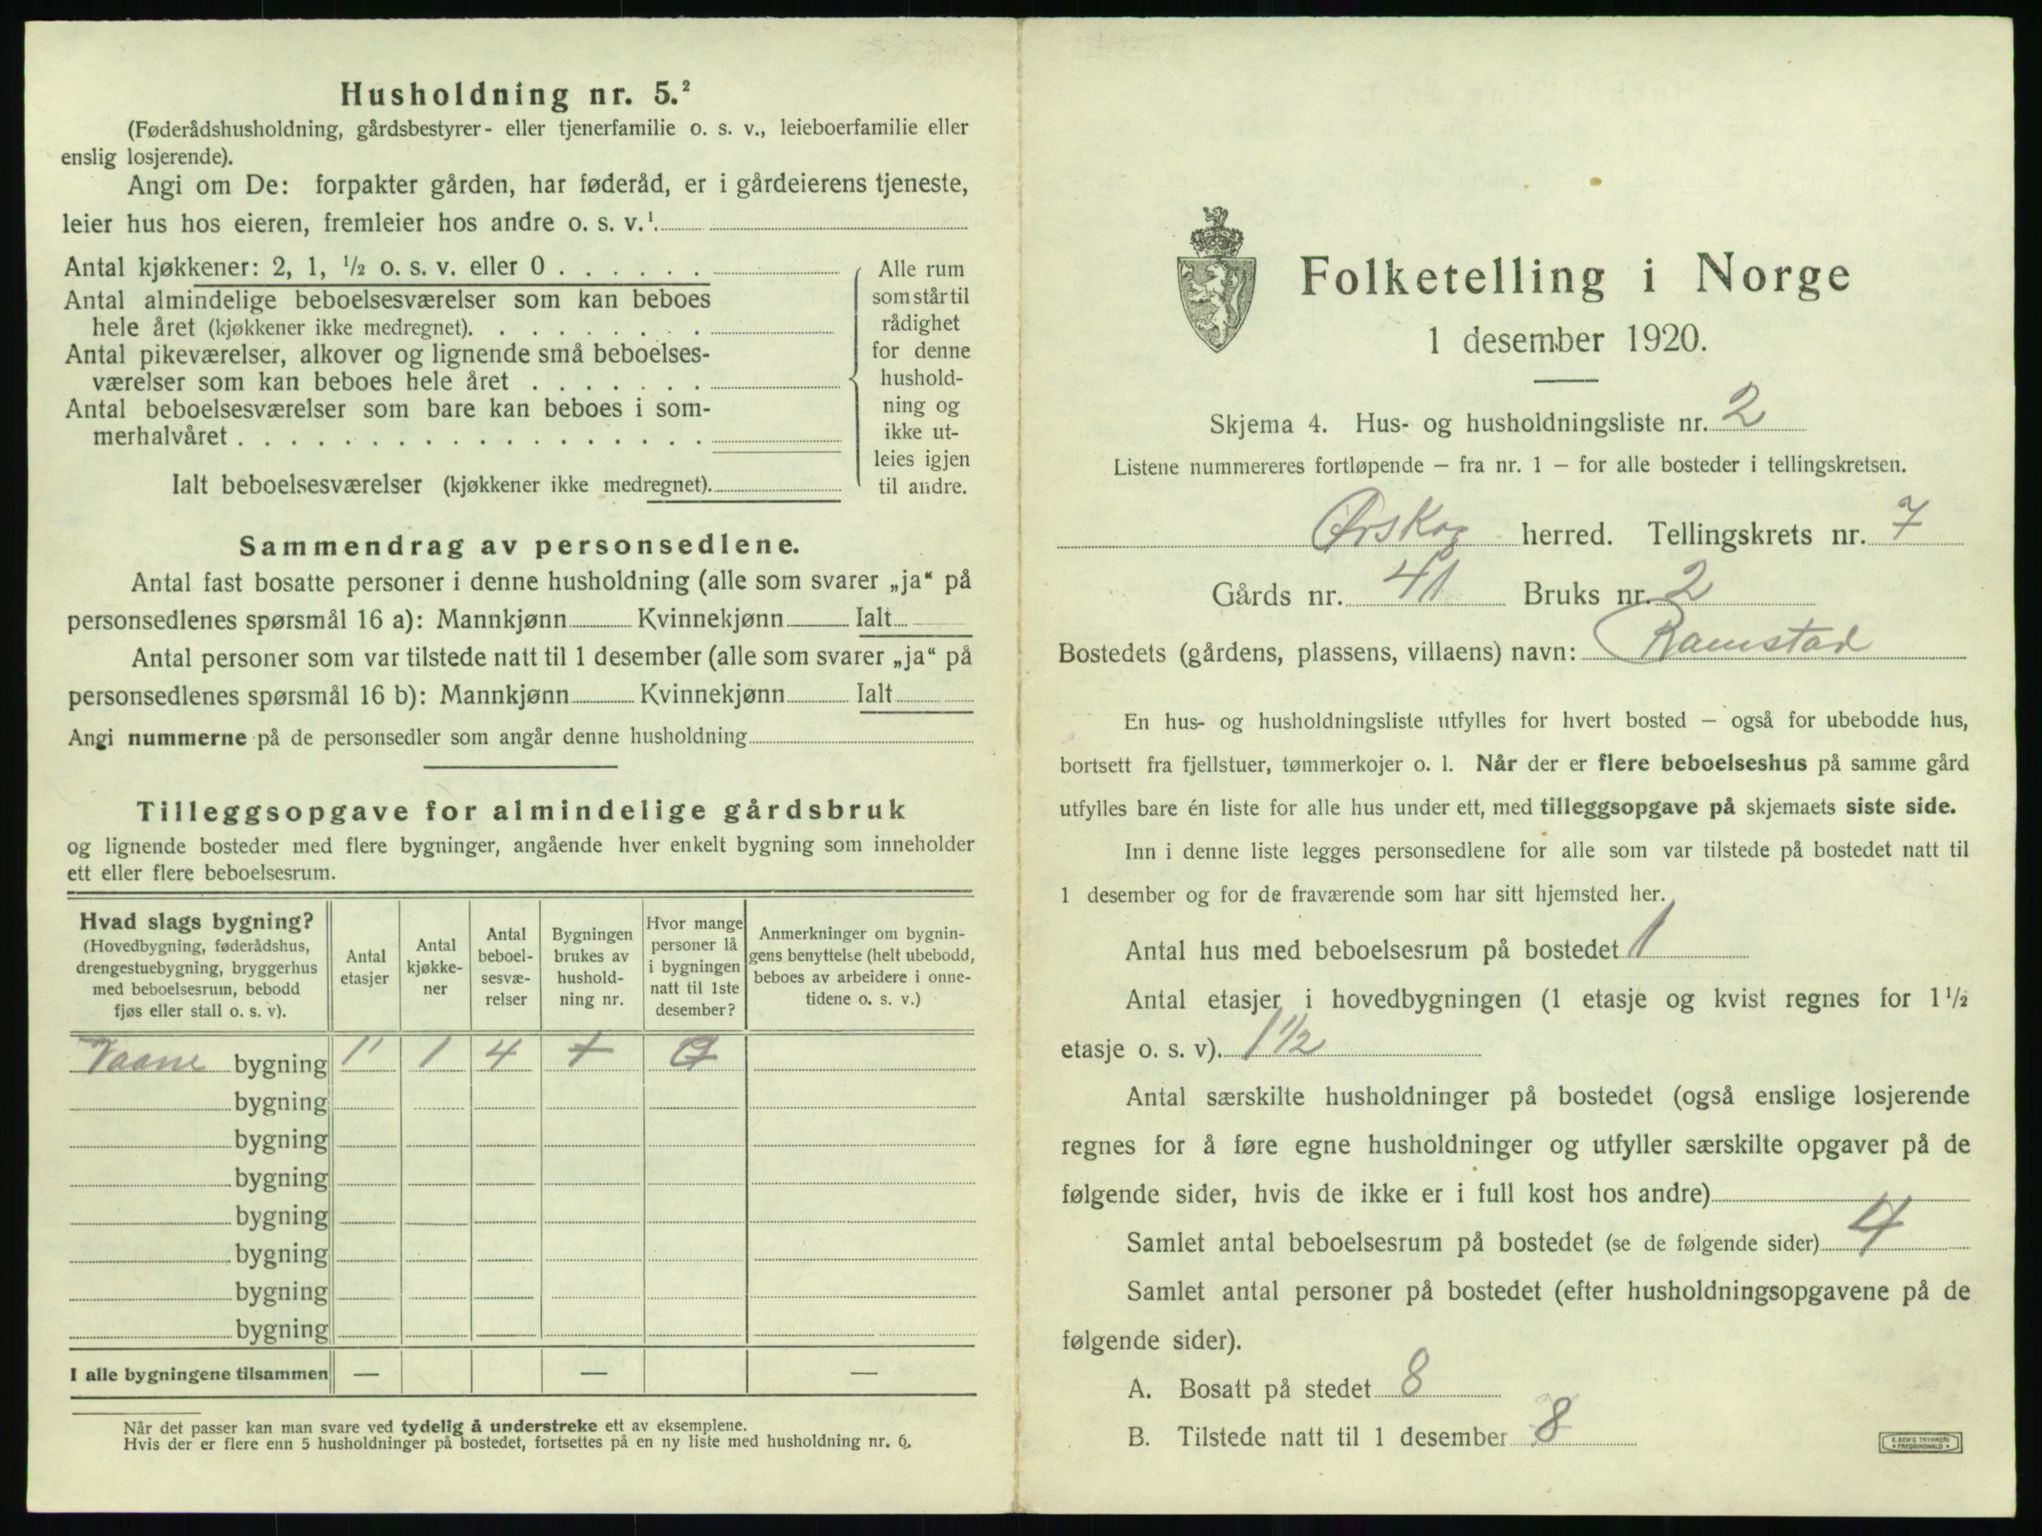 Husholdning nr. 5.²
(Føderådshusholdning, gårdsbestyrer- eller tjenerfamilie o. s. v., leieboerfamilie eller
enslig losjerende).
Angi om De: forpakter gården, har føderåd, er i gårdeierens tjeneste,
leier hus hos eieren, fremleier hos andre o. s. v.¹.
Antal kjøkkener: 2, 1, ½ o. s. v. eller 0 . . . . . .
Antal almindelige beboelsesværelser som kan beboes
hele året (kjøkkener ikke medregnet). . . . . . . . .
Antal pikeværelser, alkover og lignende små beboelses-
værelser som kan beboes hele året . . . . . . .
Antal beboelsesværelser som bare kan beboes i som-
merhalvåret . . . . . . . . . . . . . . . . . .
Ialt beboelsesværelser (kjøkkener ikke medregnet).
Alle rum
som står til
rådighet
for denne
hushold-
ning og
ikke ut-
leies igjen
til andre.
Sammendrag av personsedlene.
Antal fast bosatte personer i denne husholdning (alle som svarer „ja“ på
personsedlenes spørsmål 16 a): Mannkjønn Kvinnekjønn Ialt
Antal personer som var tilstede natt til 1 desember (alle som svarer „ja“ på
personsedlenes spørsmål 16 b): Mannkjønn Kvinnekjønn Ialt
Angi nummerne på de personsedler som angår denne husholdning
Tilleggsopgave for almindelige gårdsbruk
og lignende bosteder med flere bygninger, angående hver enkelt bygning som inneholder
ett eller flere beboelsesrum.
Hvad slags bygning?
(Hovedbygning, føderådshus,
drengestuebygning, bryggerhus
med beboelsesrum, bebodd
fjøs eller stall o. s. v).
Antal
etasjer
Antal
kjøkke-
ner
Antal
beboel-
sesvæ-
relser
Bygningen
brukes av
hushold-
ning nr.
Hvor mange
personer lå
i bygningen
natt til 1ste
desember?
Anmerkninger om bygnin-
gens benyttelse (helt ubebodd,
beboes av arbeidere i onne-
tidene o. s. v.)
Vaane bygning 1 1 4
bygning
bygning
bygning
bygning
bygning
bygning
bygning
I alle bygningene tilsammen — — —
Når det passer kan man svare ved tydelig å understreke ett av eksemplene.
Hvis der er flere enn 5 husholdninger på bostedet, fortsettes på en ny liste med husholdning nr. 6.
Folketelling i Norge
1 desember 1920.
Skjema 4. Hus- og husholdningsliste nr. 2
Listene nummereres fortløpende — fra nr. 1 — for alle bosteder i tellingskretsen.
Ørskog herred. Tellingskrets nr. 7
Gårds nr. 41 Bruks nr. 2
Bostedets (gårdens, plassens, villaens) navn: Ramstad
En hus- og husholdningsliste utfylles for hvert bosted — også for ubebodde hus,
bortsett fra fjellstuer, tømmerkojer o. l. Når der er flere beboelseshus på samme gård
utfylles bare én liste for alle hus under ett, med tilleggsopgave på skjemaets siste side.
Inn i denne liste legges personsedlene for alle som var tilstede på bostedet natt til
1 desember og for de fraværende som har sitt hjemsted her.
Antal hus med beboelsesrum på bostedet 1
Antal etasjer i hovedbygningen (1 etasje og kvist regnes for 1½
etasje o. s. v). 1½
Antal særskilte husholdninger på bostedet (også enslige losjerende
regnes for å føre egne husholdninger og utfyller særskilte opgaver på de
følgende sider, hvis de ikke er i full kost hos andre)
Samlet antal beboelsesrum på bostedet (se de følgende sider) 4
Samlet antal personer på bostedet (efter husholdningsopgavene på de
følgende sider).
A. Bosatt på stedet 8
B. Tilstede natt til 1 desember 8
E. SEM'S TRYKKERI
• FREDRIKSHALD •